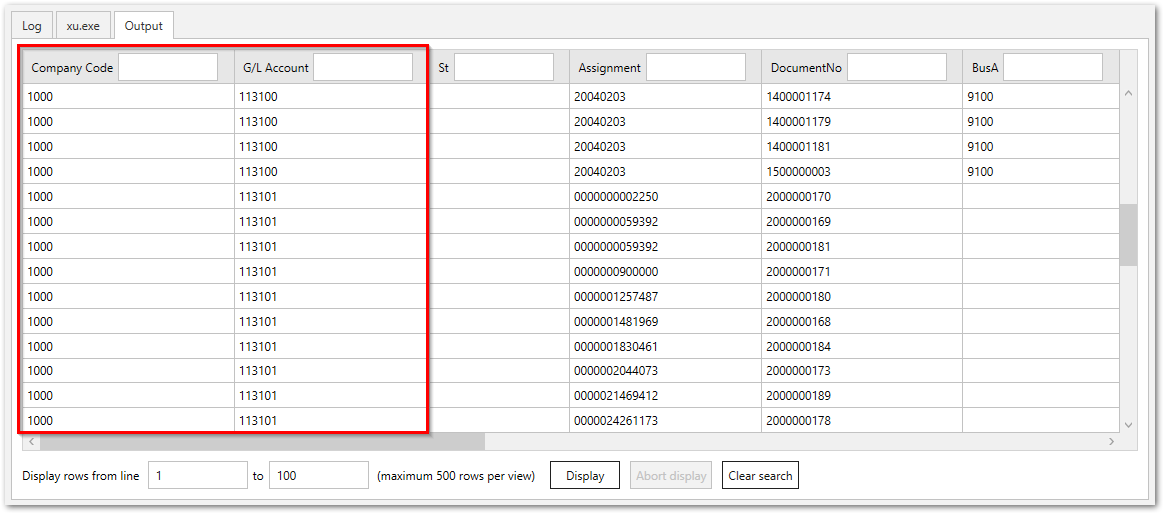 Log xu.exe Output
Company Code G/L Account St Assignment DocumentNo BusA
1000 113100 20040203 1400001174 9100
1000 113100 20040203 1400001179 9100
1000 113100 20040203 1400001181 9100
1000 113100 20040203 1500000003 9100
1000 113101 0000000002250 2000000170
1000 113101 0000000059392 2000000169
1000 113101 0000000059392 2000000181
1000 113101 0000000900000 2000000171
1000 113101 0000001257487 2000000180
1000 113101 0000001481969 2000000168
1000 113101 0000001830461 2000000184
1000 113101 0000002044073 2000000173
1000 113101 0000021469412 2000000189
1000 113101 0000024261173 2000000178
Display rows from line 1 to 100 (maximum 500 rows per view) Display Abort display Clear search